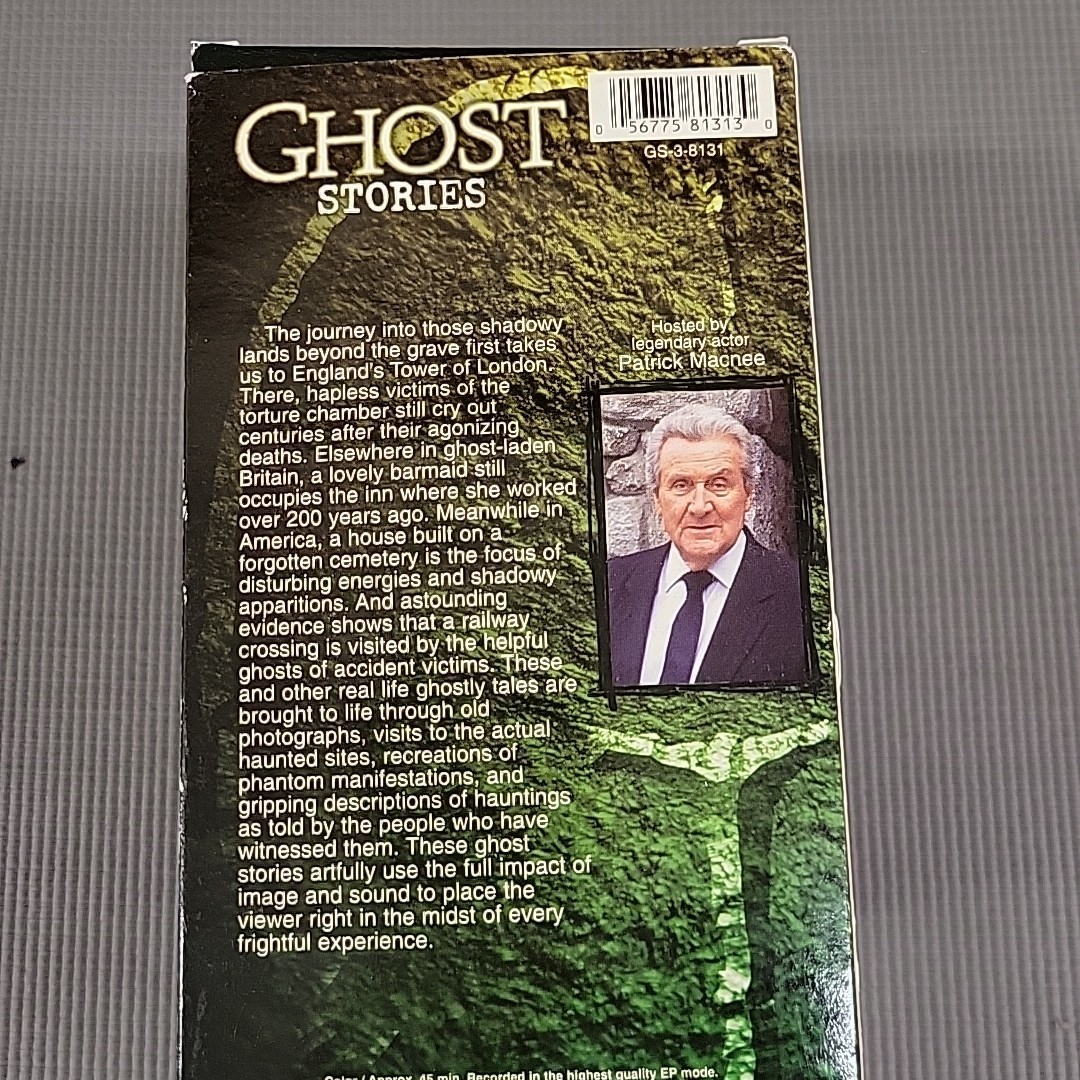 GHOST
STORIES
0 56775 81313 0
GS-3-8131
The journey into those shadowy
lands beyond the grave first takes
us to England's Tower of London.
There, hapless victims of the
torture chamber still cry out
centuries after their agonizing
deaths. Elsewhere in ghost-laden
Britain, a lovely barmaid still
occupies the inn where she worked
over 200 years ago. Meanwhile in
America, a house built on a
forgotten cemetery is the focus of
disturbing energies and shadowy
apparitions. And astounding
evidence shows that a railway
crossing is visited by the helpful
ghosts of accident victims. These
and other real life ghostly tales are
brought to life through old
photographs, visits to the actual
haunted sites, recreations of
phantom manifestations, and
gripping descriptions of hauntings
as told by the people who have
witnessed them. These ghost
stories artfully use the full impact of
image and sound to place the
viewer right in the midst of every
frightful experience.
Hosted by
legendary actor
Patrick Macnee
Color / Approx. 45 min. Recorded in the highest quality EP mode.